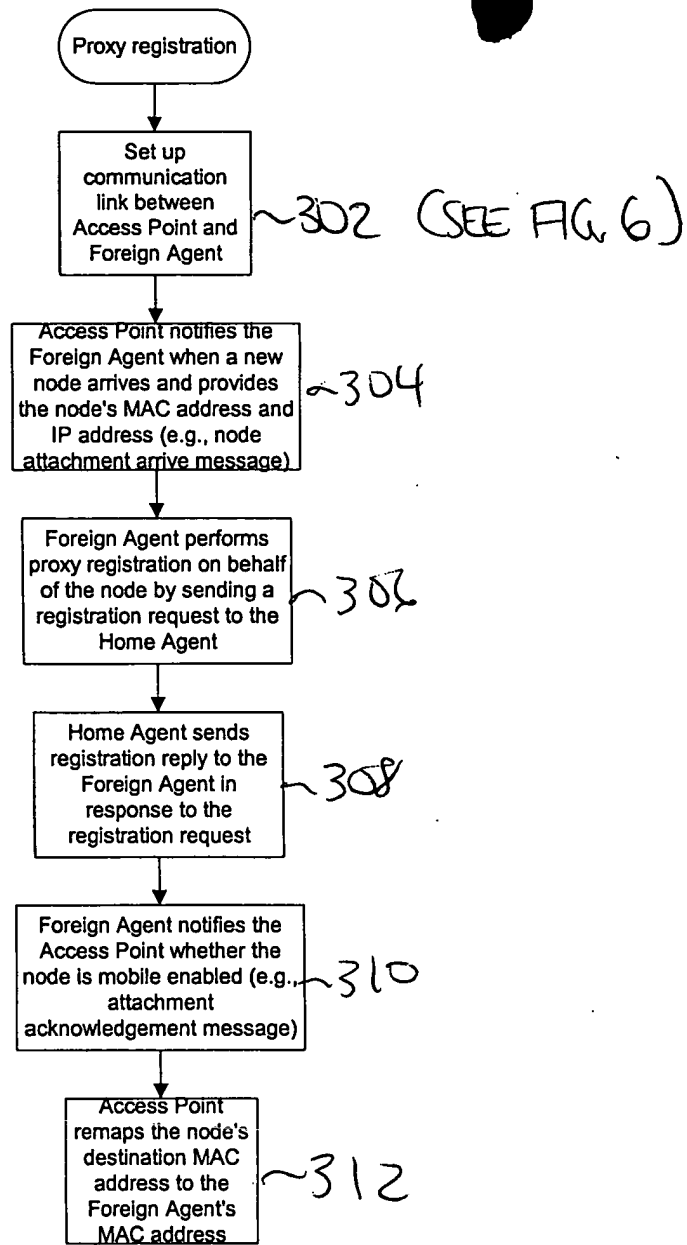 Proxy registration
Set up
communication
link between
Access Point and
Foreign Agent
302 (SEE FIG. 6)
Access Point notifies the
Foreign Agent when a new
node arrives and provides
the node's MAC address and
IP address (e.g., node
attachment arrive message)
304
Foreign Agent performs
proxy registration on behalf
of the node by sending a
registration request to the
Home Agent
306
Home Agent sends
registration reply to the
Foreign Agent in
response to the
registration request
308
Foreign Agent notifies the
Access Point whether the
node is mobile enabled (e.g.,
attachment
acknowledgement message)
310
Access Point
remaps the node's
destination MAC
address to the
Foreign Agent's
MAC address
312